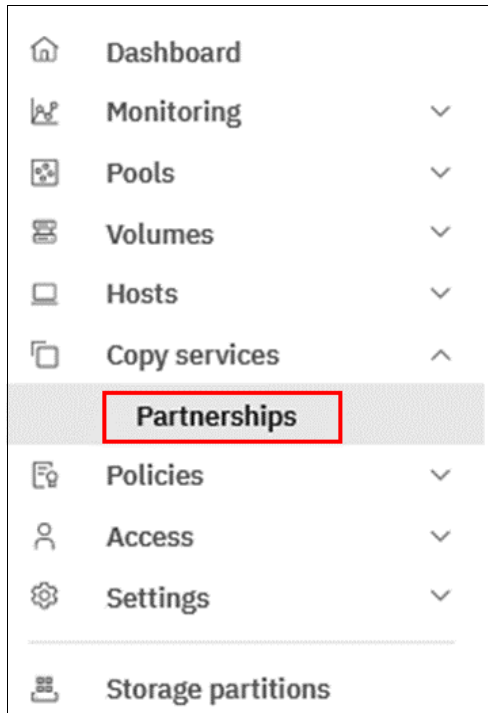 Dashboard
Monitoring
Pools
Volumes
Hosts
Copy services
Partnerships
Policies
Access
Settings
Storage partitions